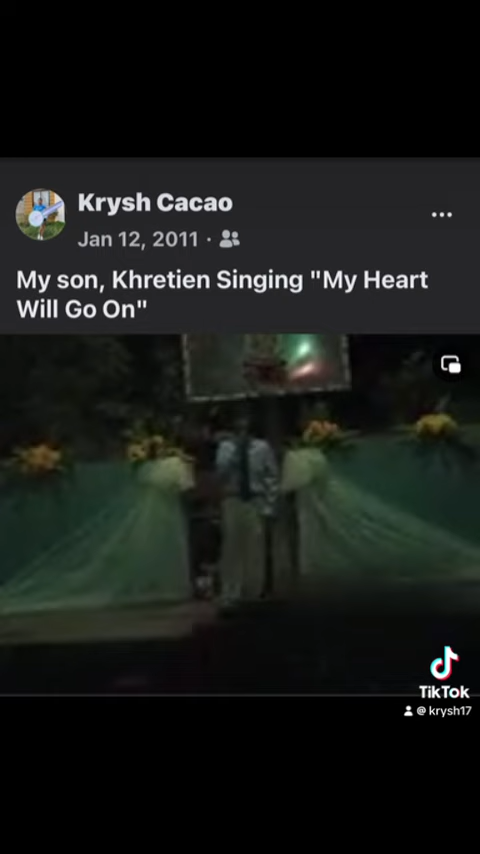 Krysh Cacao
Jan 12, 2011 ·
My son, Khretien Singing "My Heart
Will Go On"
TikTok
@ krysh17